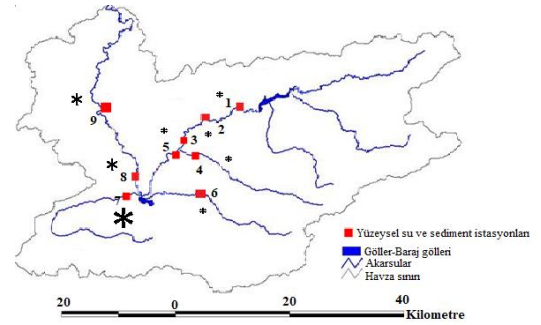 1
2
3
4
5
6
7
8
9
Yüzeysel su ve sediment istasyonları
Göller-Baraj gölleri
Akarsular
Havza sınırı
20 0 20 40
Kilometre